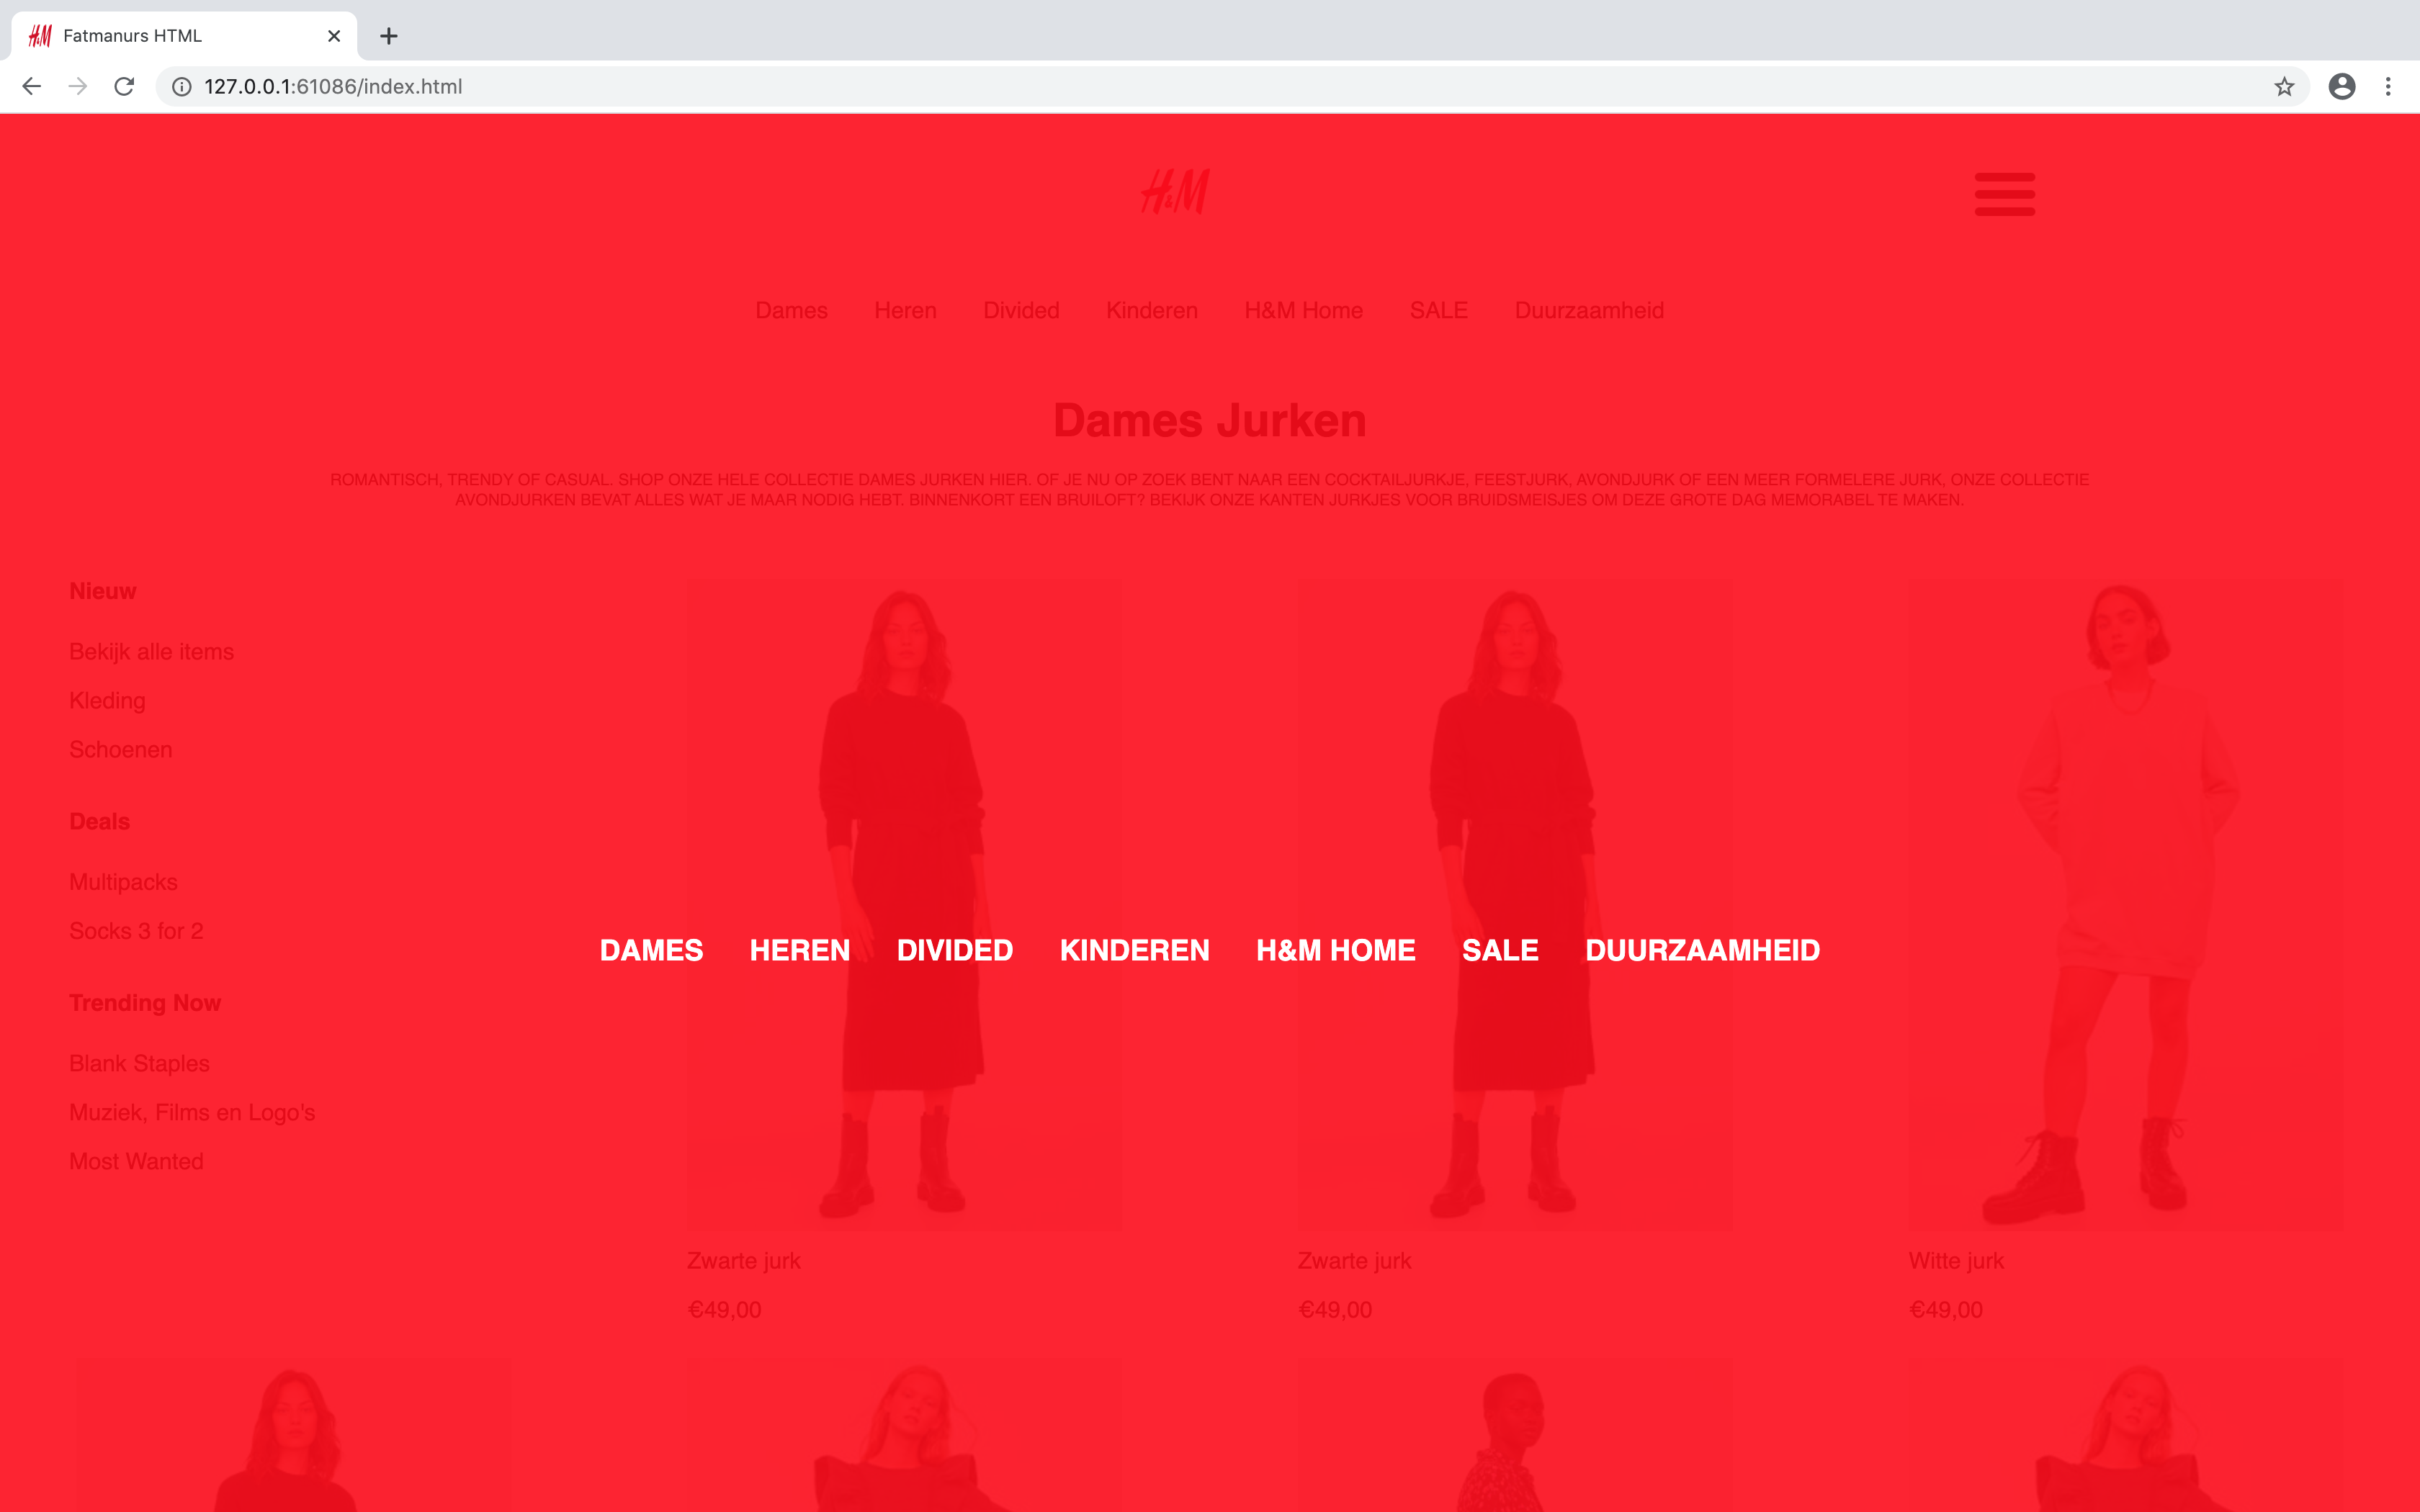 H&M Fatmanurs HTML
127.0.0.1:61086/index.html
H&M
Dames Heren Divided Kinderen H&M Home SALE Duurzaamheid
Dames Jurken
ROMANTISCH, TRENDY OF CASUAL. SHOP ONZE HELE COLLECTIE DAMES JURKEN HIER. OF JE NU OP ZOEK BENT NAAR EEN COCKTAILJURKJE, FEESTJURK, AVONDJURK OF EEN MEER FORMELERE JURK, ONZE COLLECTIE
AVONDJURKEN BEVAT ALLES WAT JE MAAR NODIG HEBT. BINNENKORT EEN BRUILOFT? BEKIJK ONZE KANTEN JURKJES VOOR BRUIDSMEISJES OM DEZE GROTE DAG MEMORABEL TE MAKEN.
Nieuw
Bekijk alle items
Kleding
Schoenen
Deals
Multipacks
Socks 3 for 2
Trending Now
Blank Staples
Muziek, Films en Logo's
Most Wanted
DAMES HEREN DIVIDED KINDEREN H&M HOME SALE DUURZAAMHEID
Zwarte jurk
€49,00
Zwarte jurk
€49,00
Witte jurk
€49,00